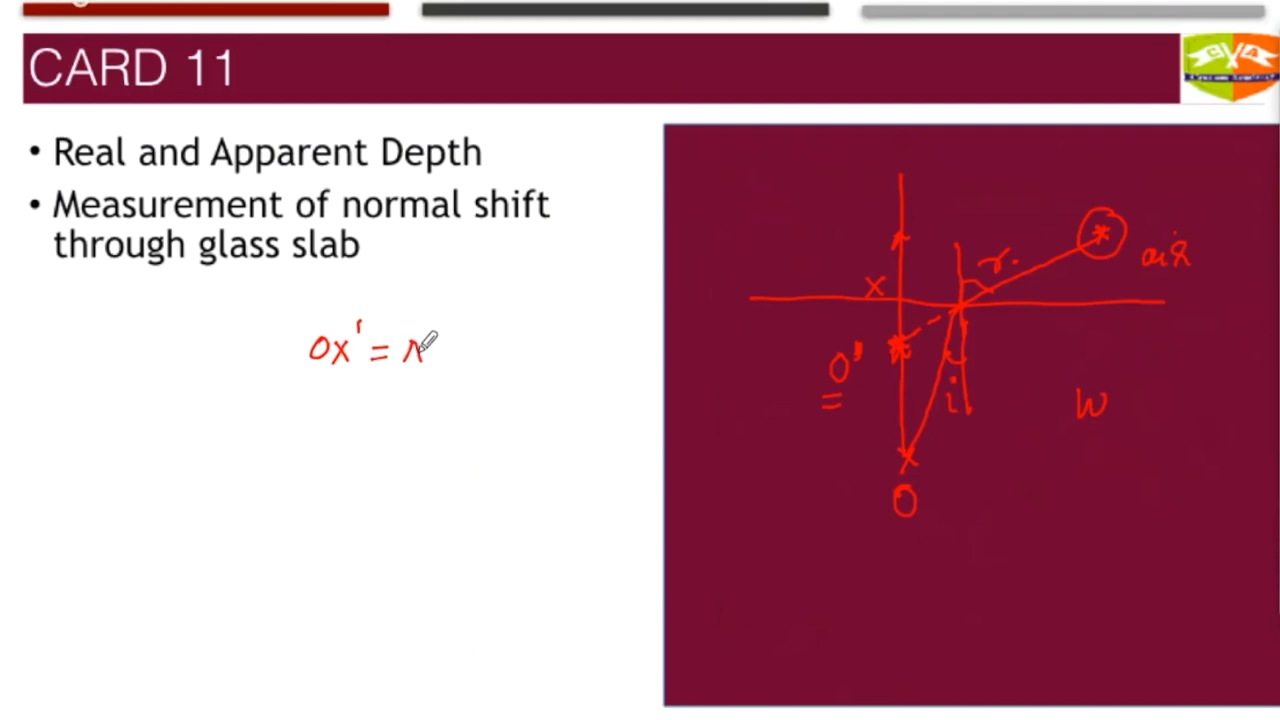 CARD 11
• Real and Apparent Depth
• Measurement of normal shift
through glass slab
OX' = r
r.
air
X
O'
i
W
O